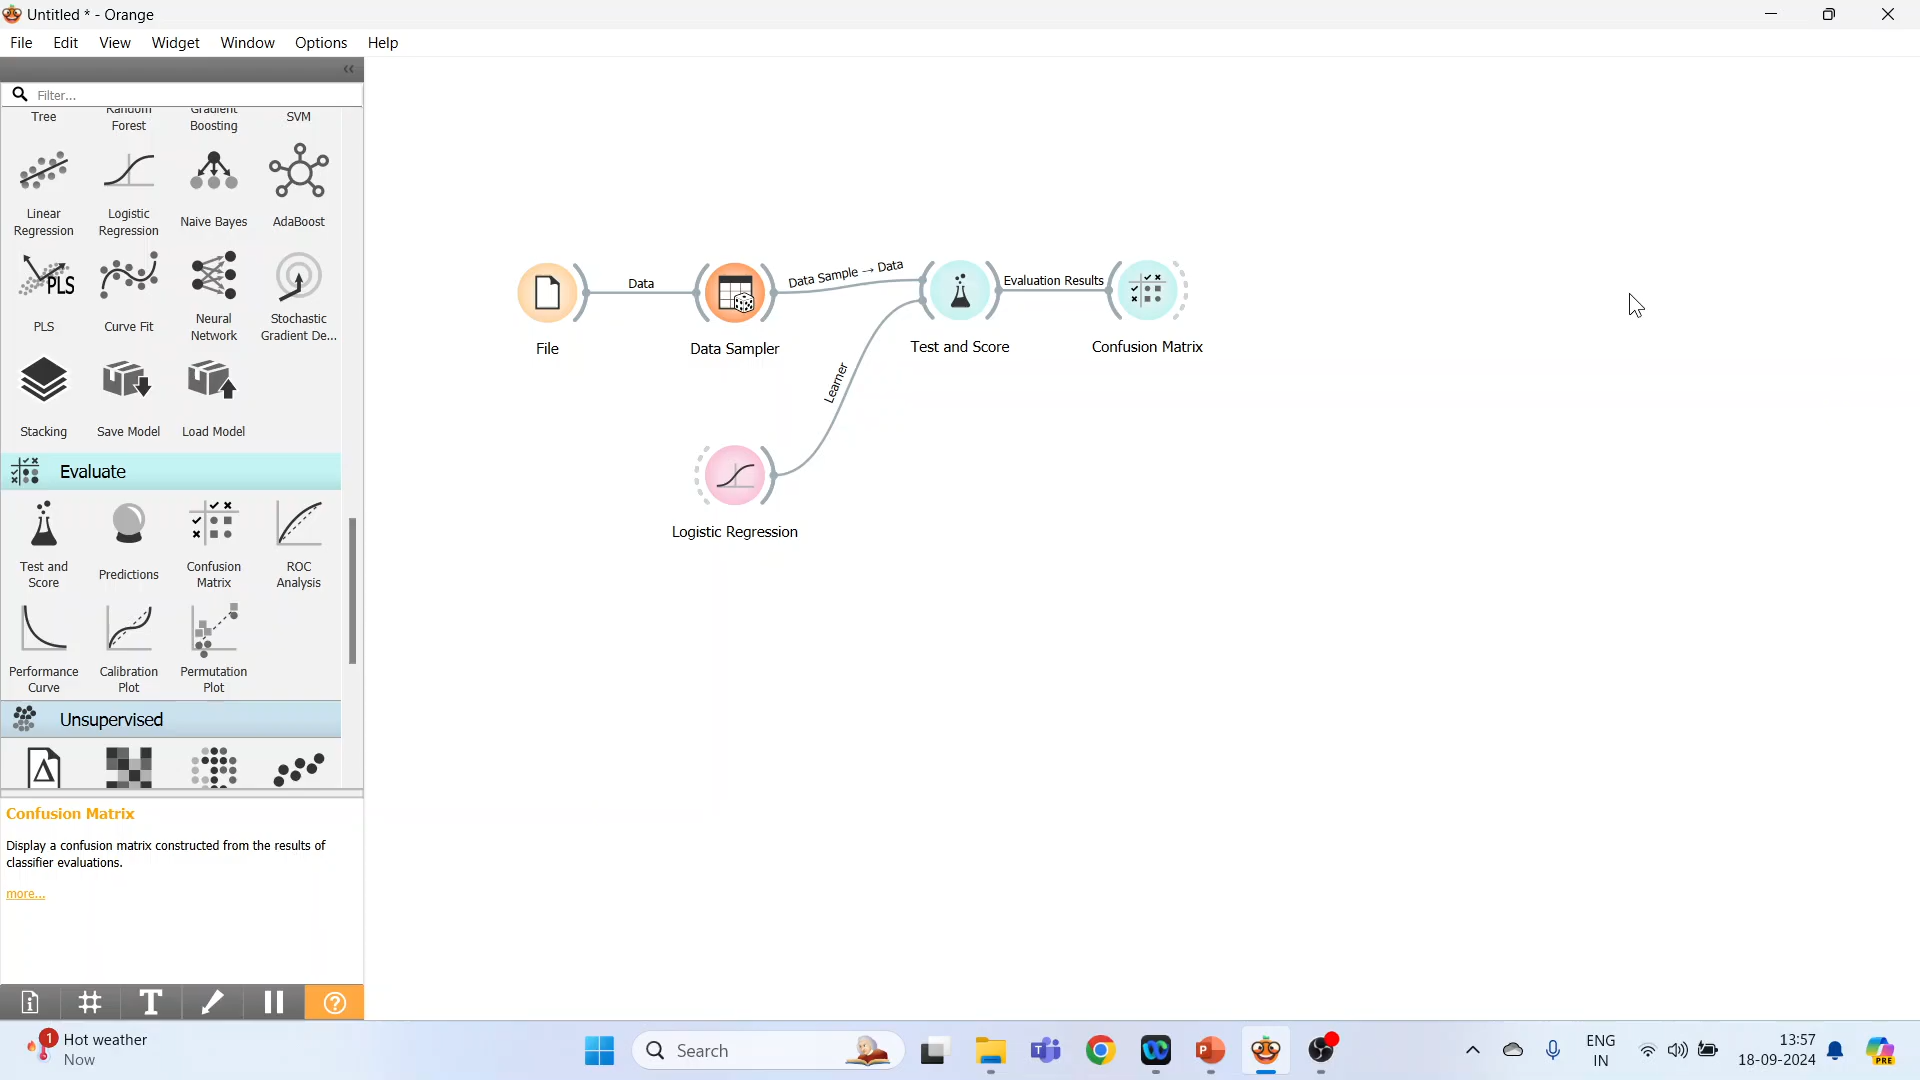 Untitled * - Orange
File Edit View Widget Window Options Help
Filter...
Tree Random Forest Gradient Boosting SVM
Linear Regression Logistic Regression Naive Bayes AdaBoost
PLS
PLS Curve Fit Neural Network Stochastic Gradient De...
Stacking Save Model Load Model
Evaluate
Test and Score Predictions Confusion Matrix ROC Analysis
Performance Curve Calibration Plot Permutation Plot
Unsupervised
Confusion Matrix
Display a confusion matrix constructed from the results of
classifier evaluations.
more...
Data
Data Sample → Data
Evaluation Results
File
Data Sampler
Test and Score
Confusion Matrix
Learner
Logistic Regression
1
Hot weather
Now
Search
ENG
IN
13:57
18-09-2024
PRE